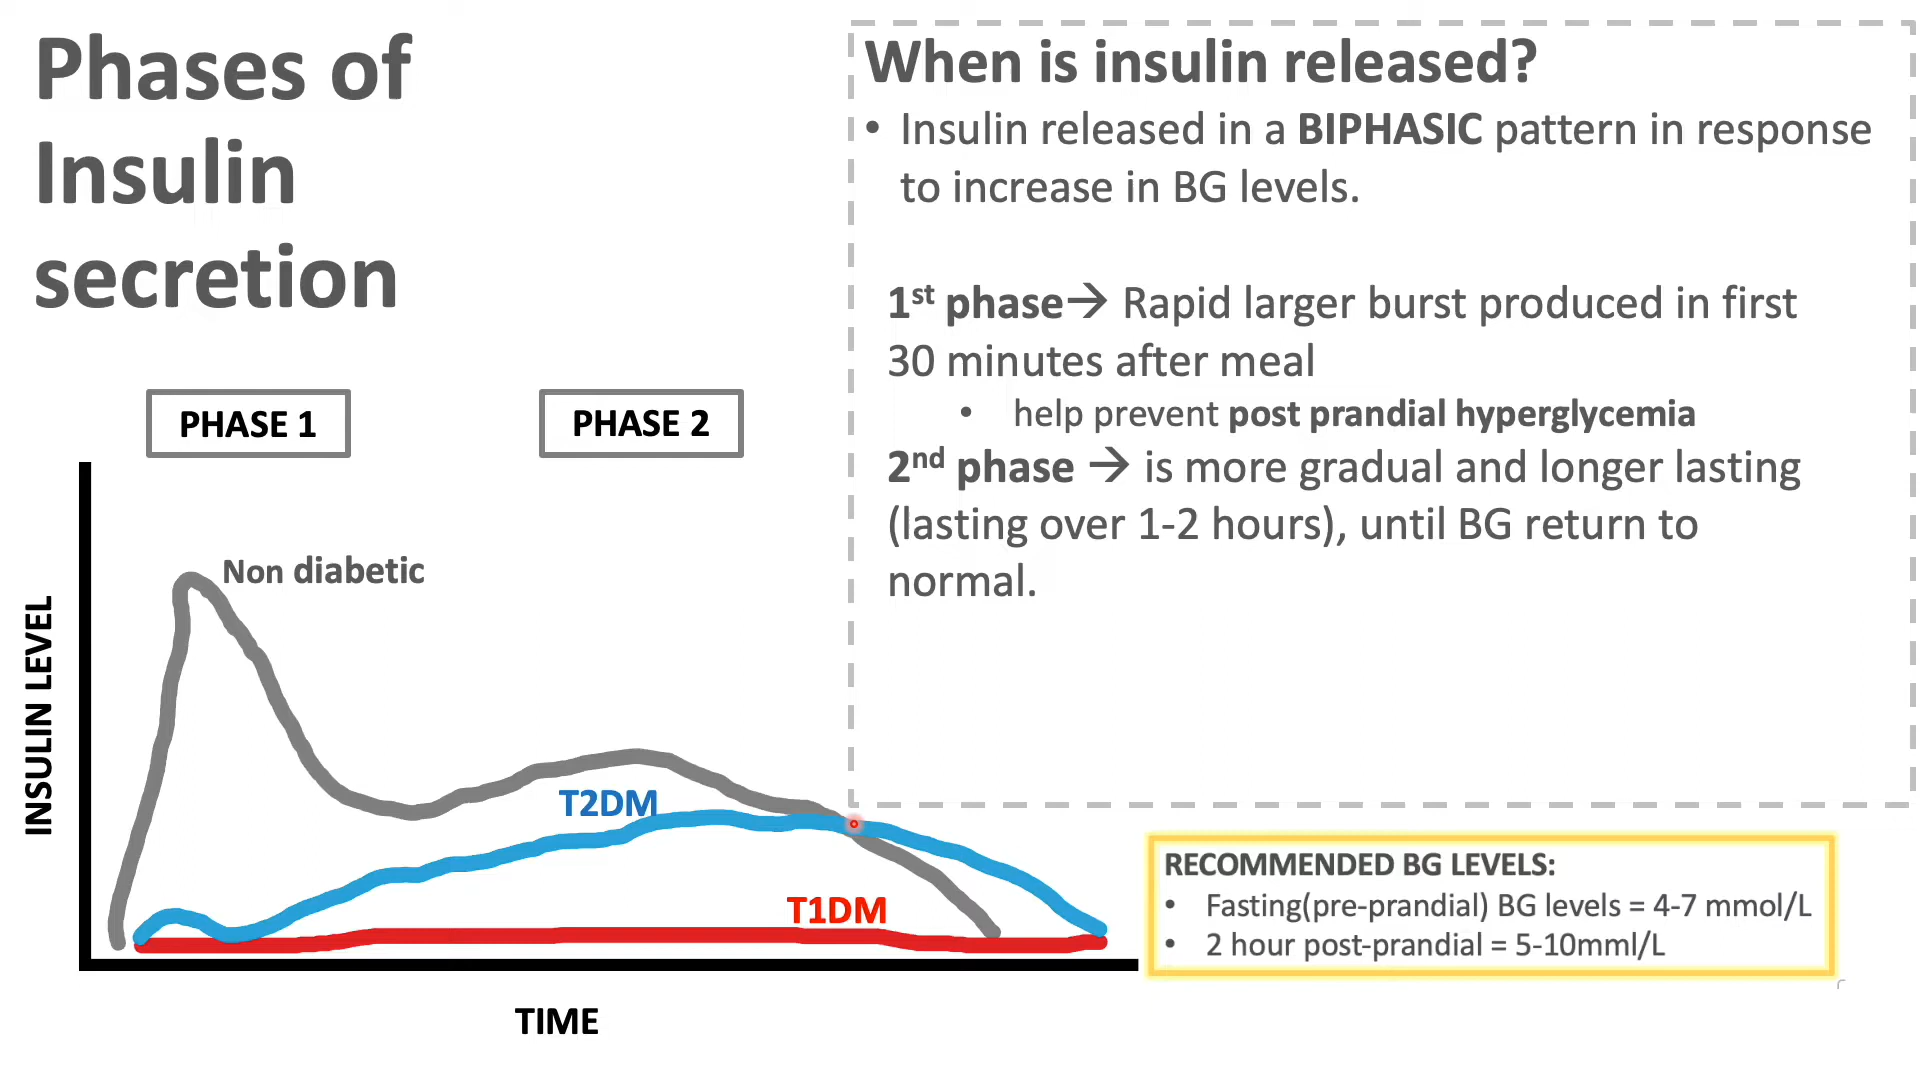 Phases of
Insulin
secretion
When is insulin released?
• Insulin released in a BIPHASIC pattern in response
to increase in BG levels.
1st phase→ Rapid larger burst produced in first
30 minutes after meal
• help prevent post prandial hyperglycemia
2nd phase → is more gradual and longer lasting
(lasting over 1-2 hours), until BG return to
normal.
PHASE 1
PHASE 2
Non diabetic
T2DM
T1DM
INSULIN LEVEL
TIME
RECOMMENDED BG LEVELS:
• Fasting(pre-prandial) BG levels = 4-7 mmol/L
• 2 hour post-prandial = 5-10mml/L